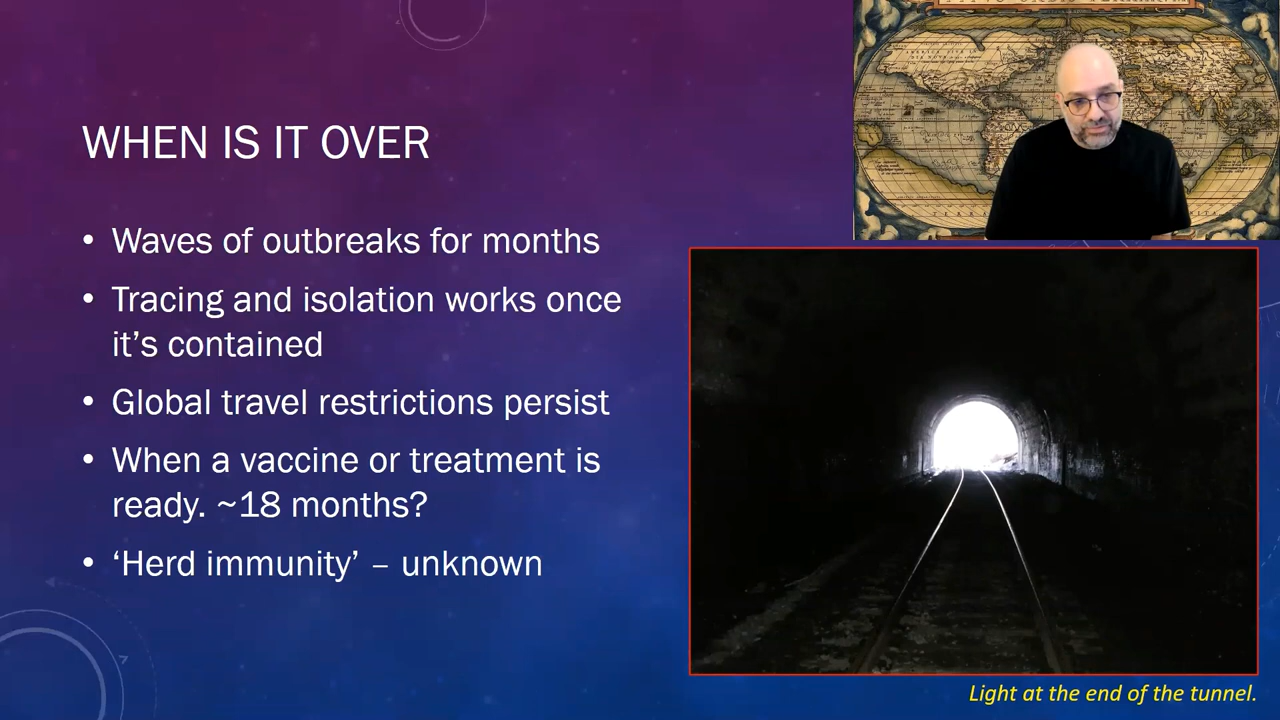 WHEN IS IT OVER
• Waves of outbreaks for months
• Tracing and isolation works once
it’s contained
• Global travel restrictions persist
• When a vaccine or treatment is
ready. ~18 months?
• ‘Herd immunity’ – unknown
Light at the end of the tunnel.